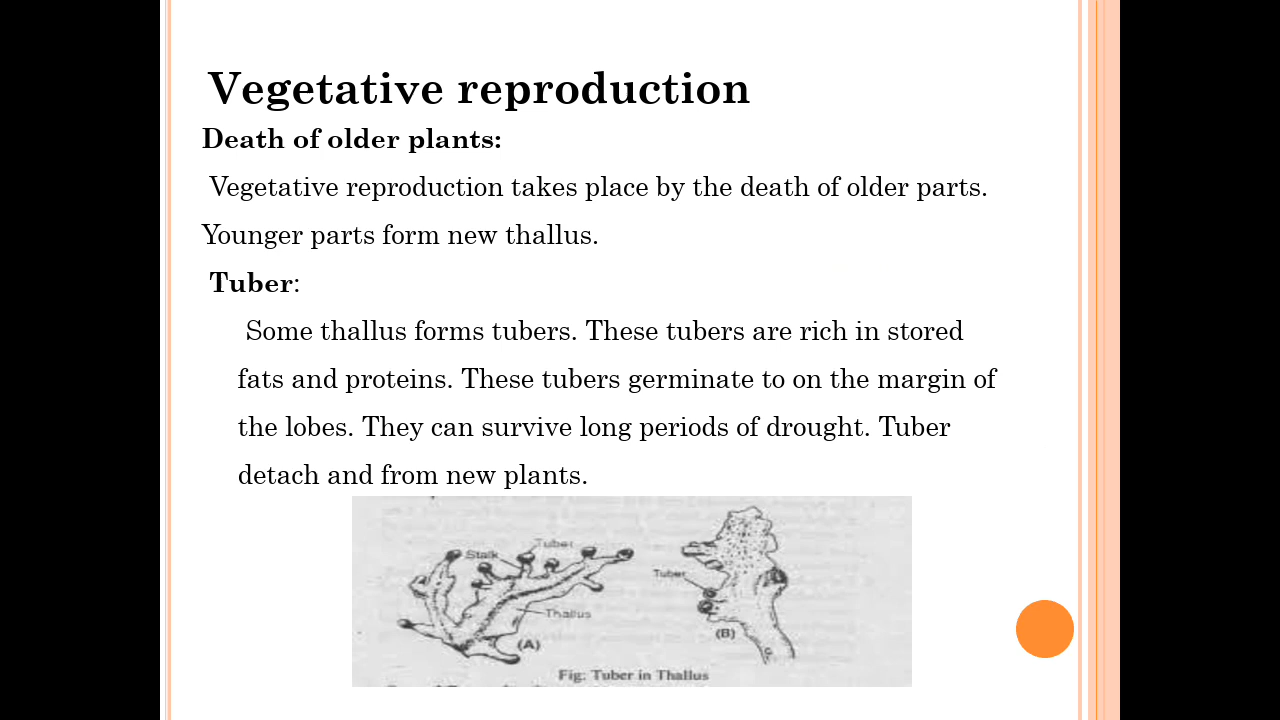 Vegetative reproduction
Death of older plants:
Vegetative reproduction takes place by the death of older parts.
Younger parts form new thallus.
Tuber:
Some thallus forms tubers. These tubers are rich in stored
fats and proteins. These tubers germinate to on the margin of
the lobes. They can survive long periods of drought. Tuber
detach and from new plants.
Tuber
Stalk
Tuber
Thallus
(A)
(B)
Fig: Tuber in Thallus